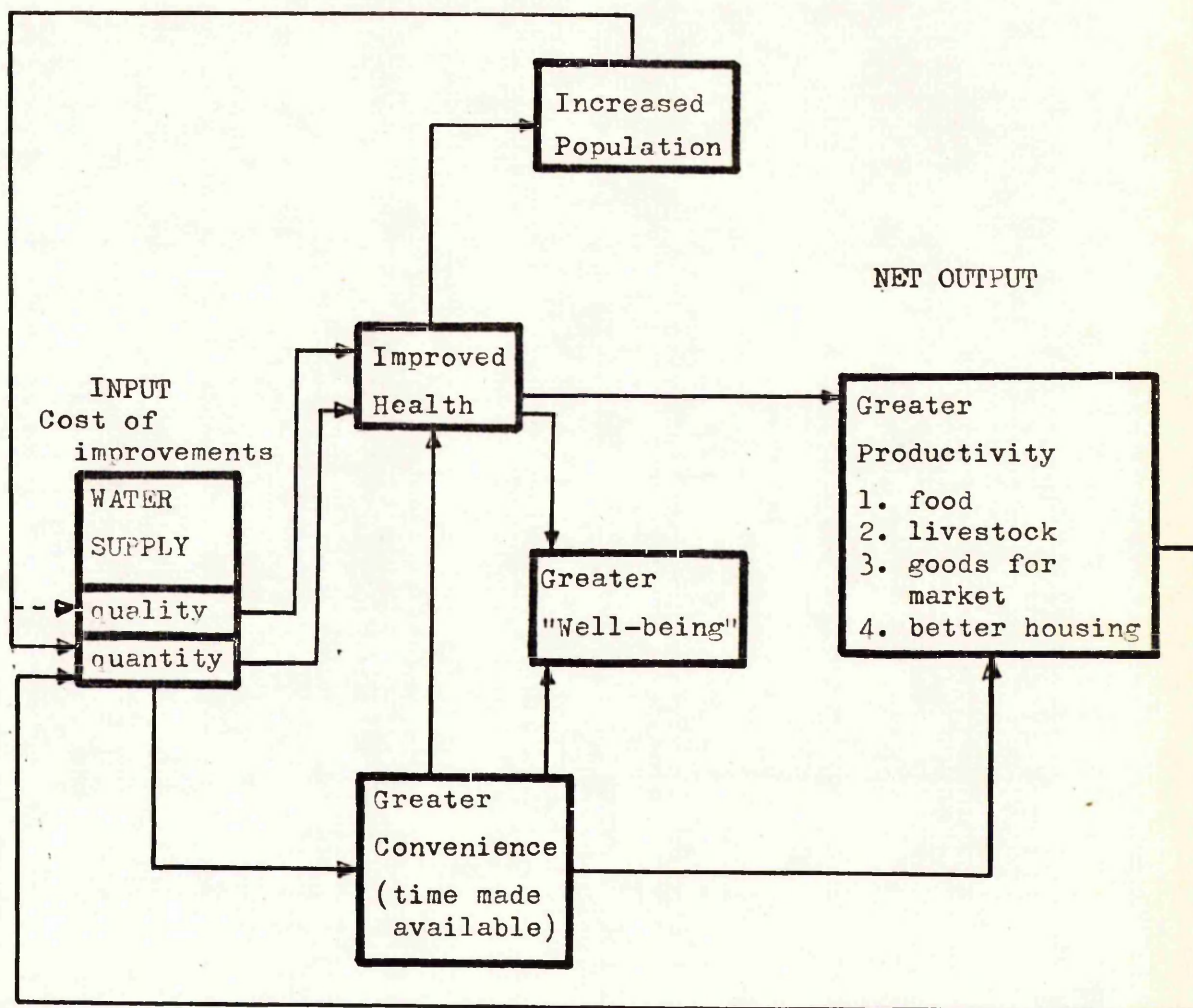 Increased
Population
NET OUTPUT
Improved
Health
INPUT
Cost of
improvements
WATER
SUPPLY
quality
quantity
Greater
"Well-being"
Greater
Productivity
1. food
2. livestock
3. goods for
market
4. better housing
Greater
Convenience
(time made
available)